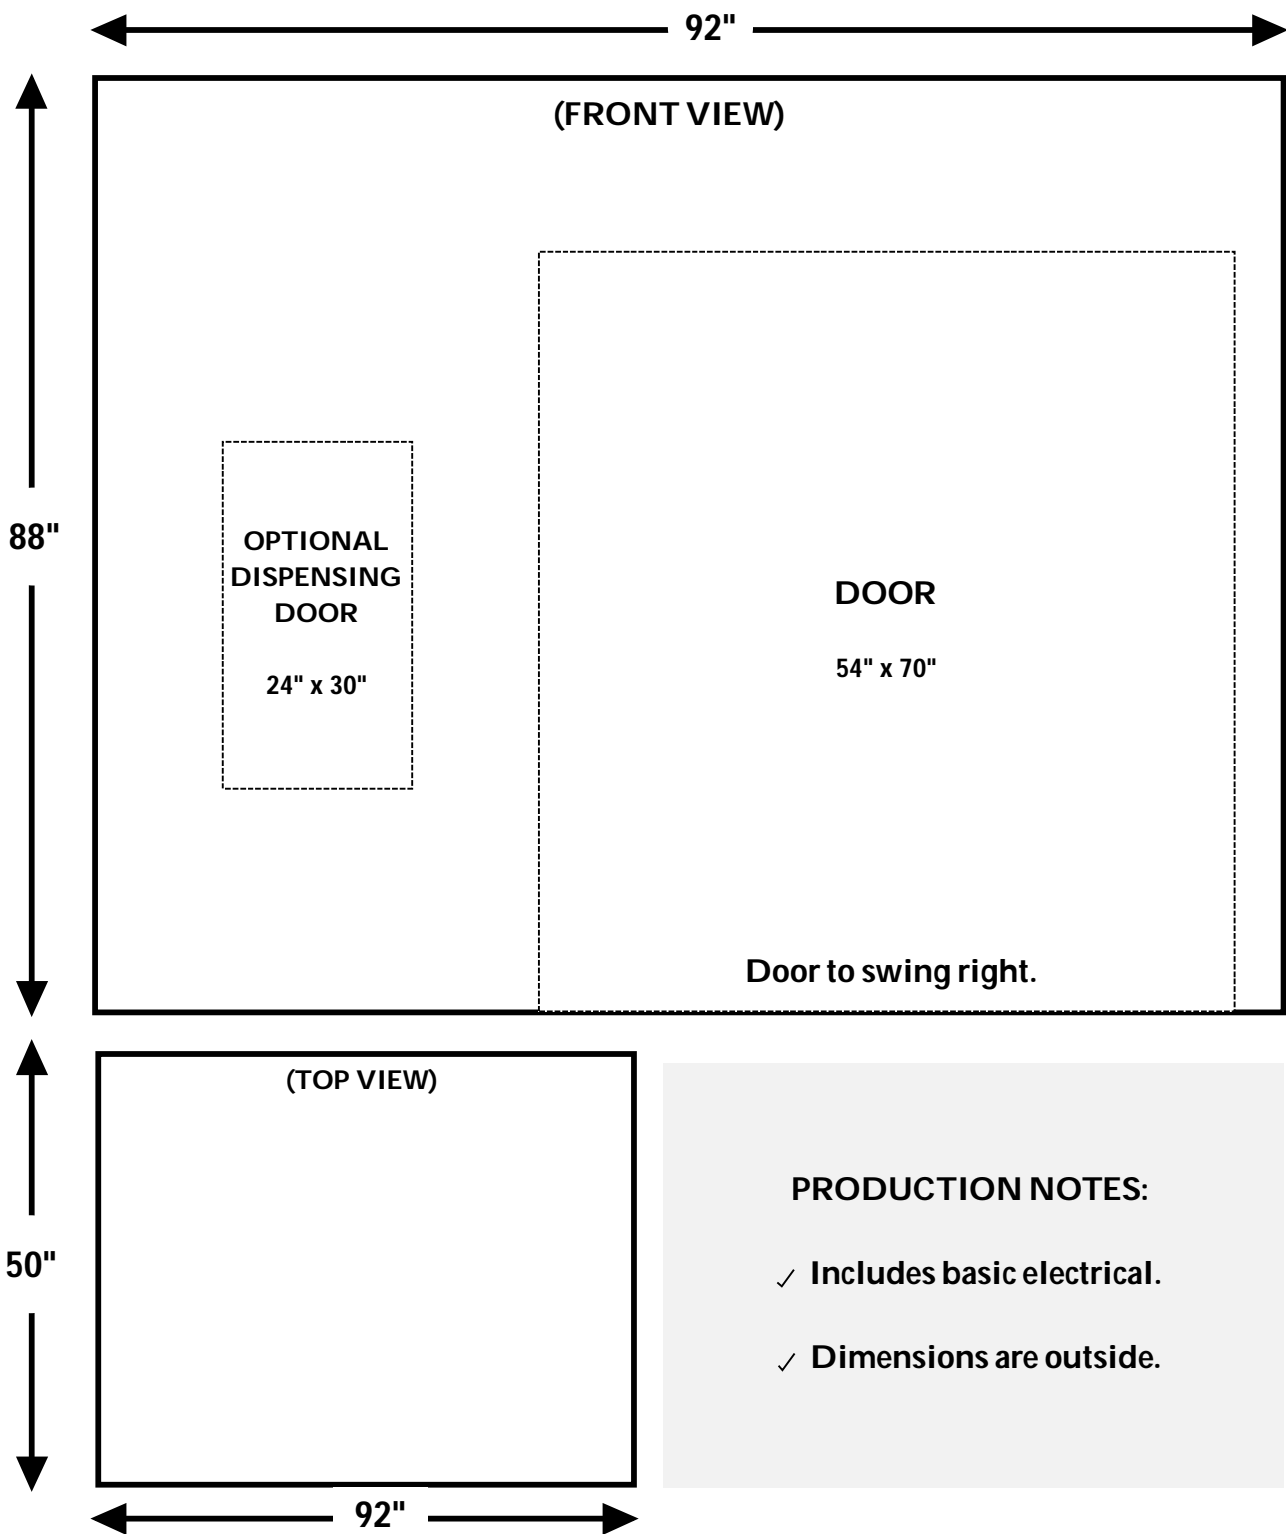 92"
(FRONT VIEW)
88"
OPTIONAL
DISPENSING
DOOR
24" x 30"
DOOR
54" x 70"
Door to swing right.
(TOP VIEW)
50"
92"
PRODUCTION NOTES:
✓ Includes basic electrical.
✓ Dimensions are outside.